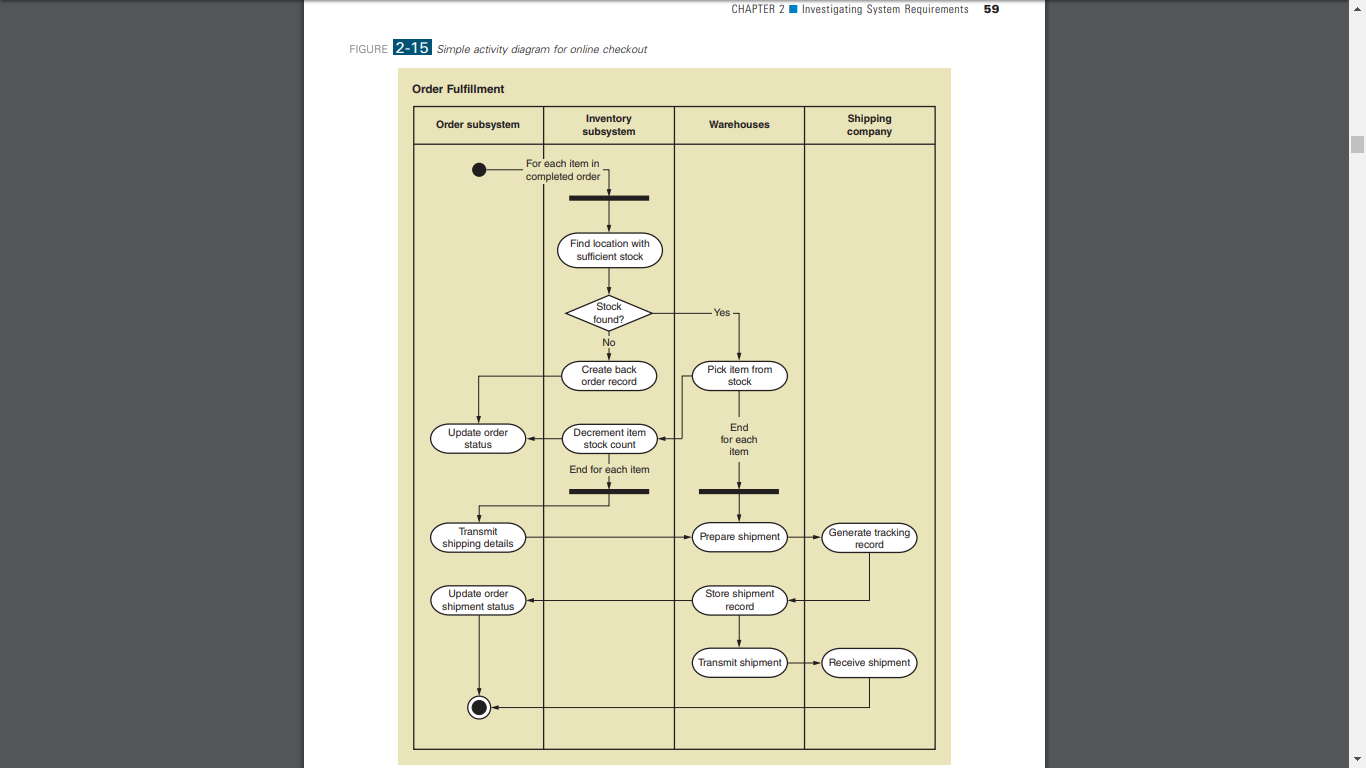 CHAPTER 2 ■ Investigating System Requirements 59
FIGURE 2-15 Simple activity diagram for online checkout
Order Fulfillment
Order subsystem
Inventory
subsystem
Warehouses
Shipping
company
For each item in
completed order
Find location with
sufficient stock
Stock
found?
Yes
No
Create back
order record
Pick item from
stock
Update order
status
Decrement item
stock count
End
for each
item
End for each item
Transmit
shipping details
Prepare shipment
Generate tracking
record
Update order
shipment status
Store shipment
record
Transmit shipment
Receive shipment